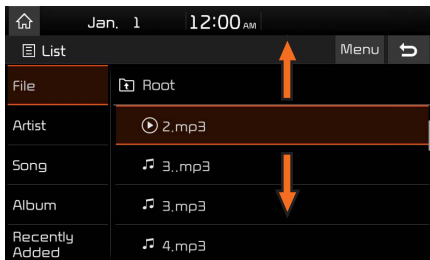 Jan. 1 12:00 AM
List Menu
File
Root
Artist
2.mp3
Song
3..mp3
Album
3.mp3
Recently
Added
4.mp3